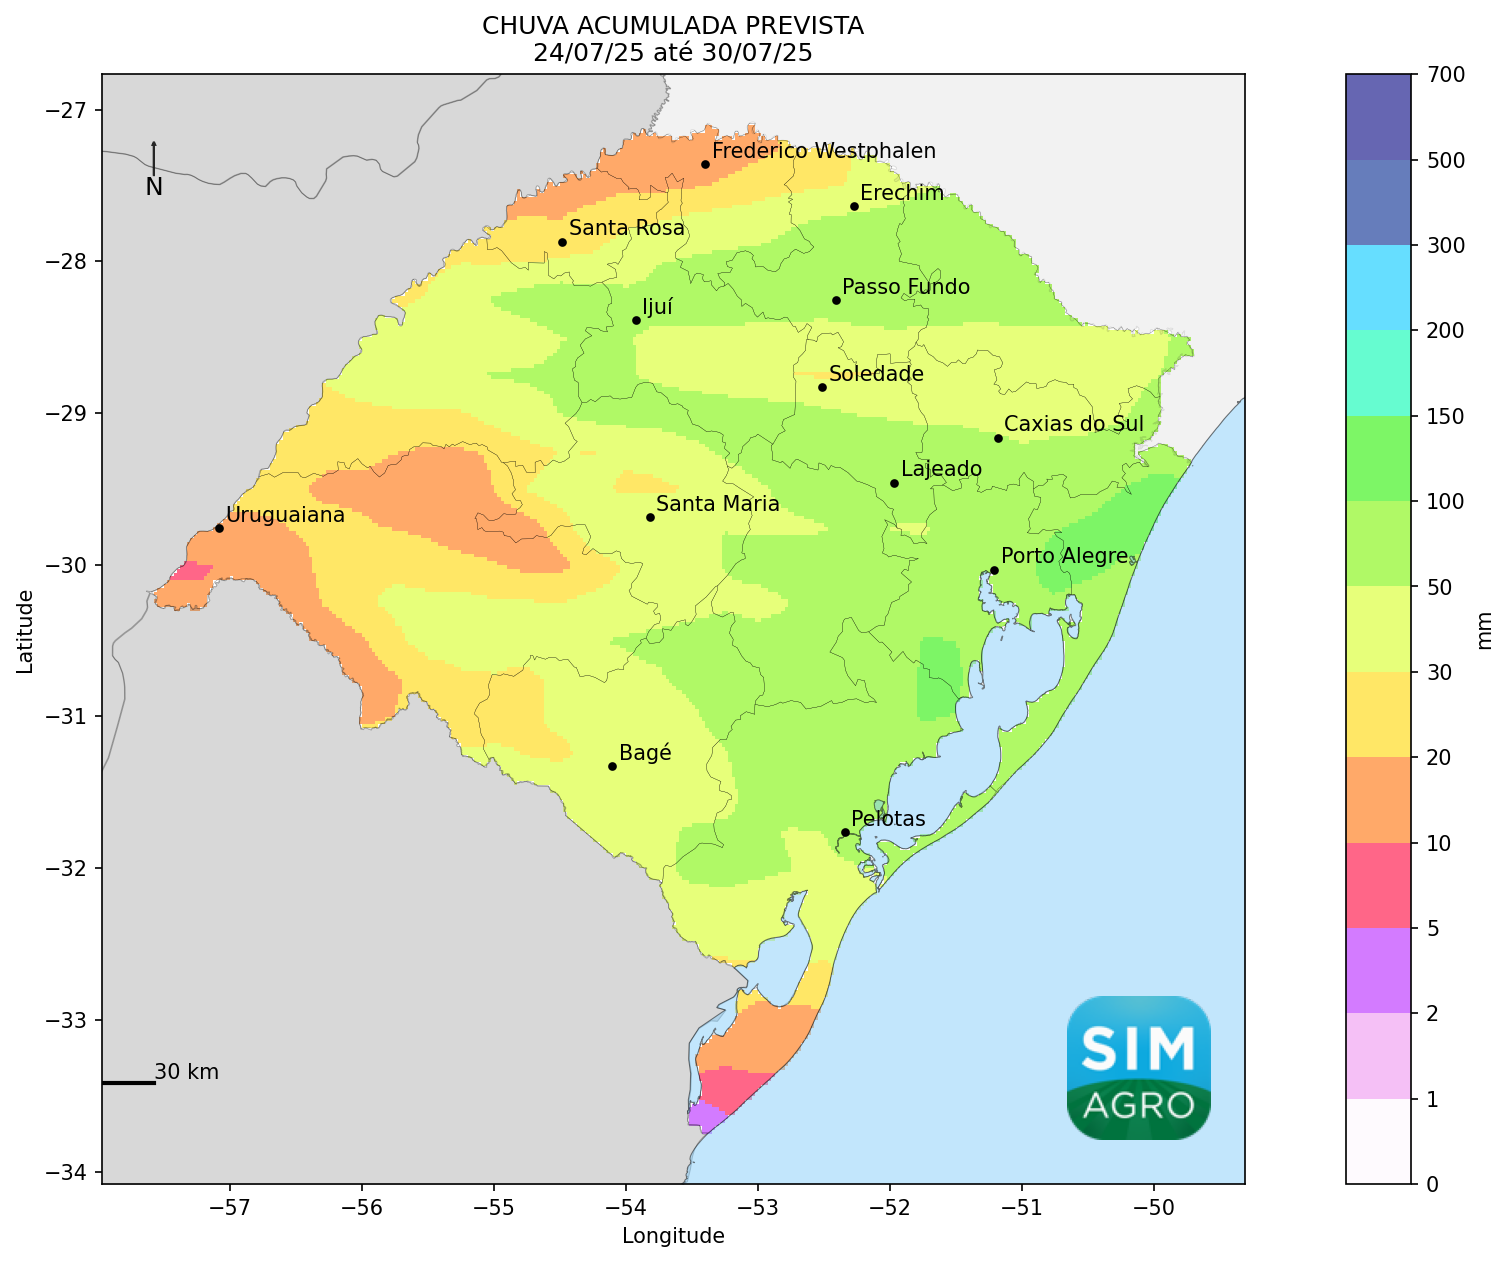 CHUVA ACUMULADA PREVISTA
24/07/25 até 30/07/25
−27
−28
−29
−30
−31
−32
−33
−34
Latitude
N
Frederico Westphalen
Erechim
Santa Rosa
Passo Fundo
Ijuí
Soledade
Caxias do Sul
Lajeado
Santa Maria
Uruguaiana
Porto Alegre
Bagé
Pelotas
30 km
SIM
AGRO
−57
−56
−55
−54
−53
−52
−51
−50
Longitude
700
500
300
200
150
100
50
30
20
10
5
2
1
0
mm